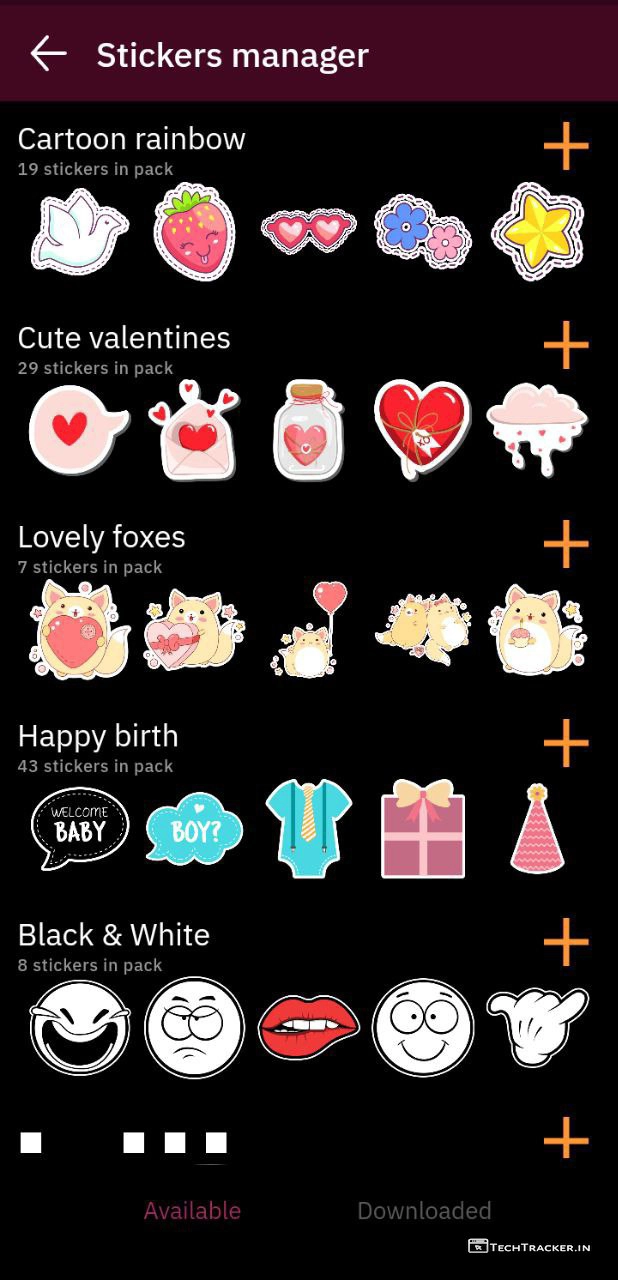 Stickers manager
Cartoon rainbow
19 stickers in pack
Cute valentines
29 stickers in pack
XO
Lovely foxes
7 stickers in pack
Happy birth
43 stickers in pack
WELCOME
BABY
BOY?
Black & White
8 stickers in pack
Available
Downloaded
TECHTRACKER.IN